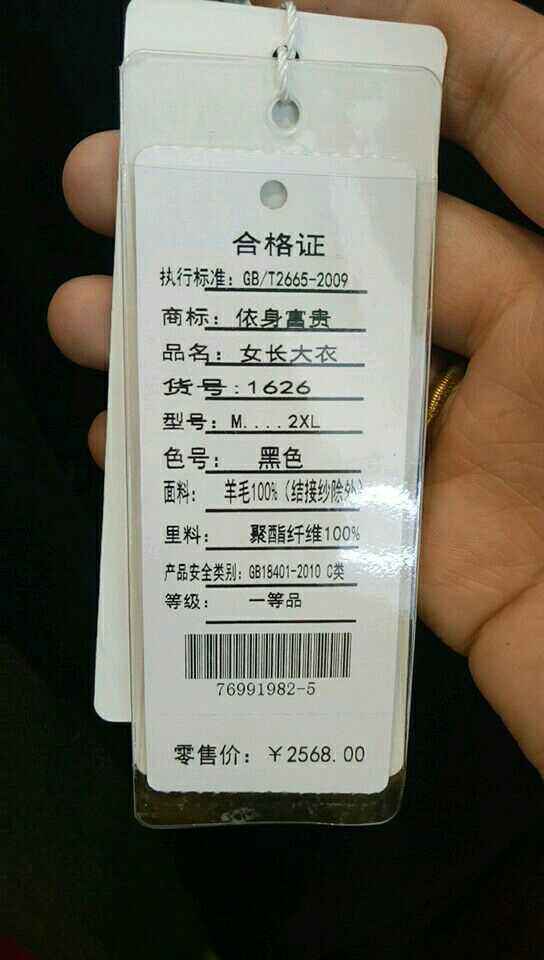 合格证
执行标准：GB/T2665-2009
商标：依身富贵
品名：女长大衣
货号：1626
型号：M....2XL
色号：黑色
面料：羊毛100%（结接纱除外）
里料：聚酯纤维100%
产品安全类别：GB18401-2010 C类
等级：一等品
76991982-5
零售价：￥2568.00